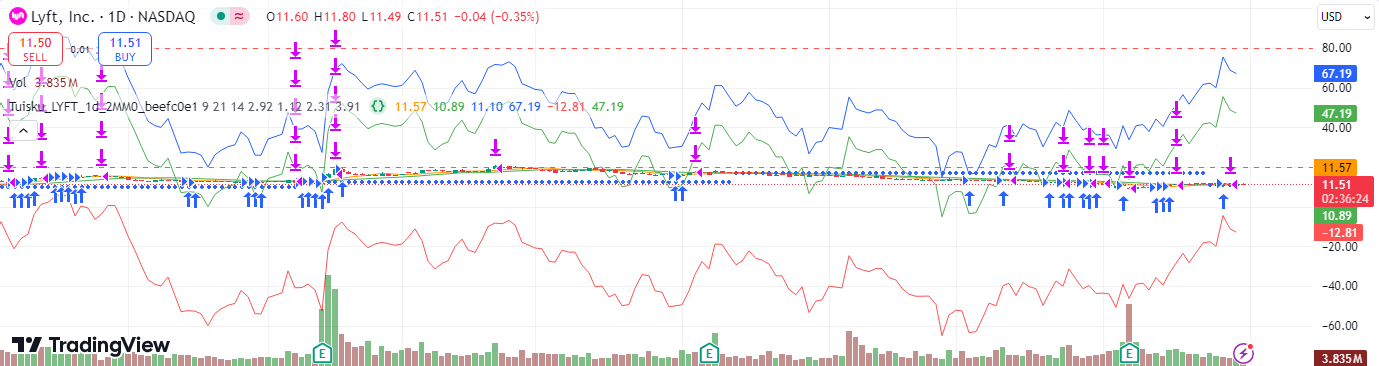 Lyft, Inc. · 1D · NASDAQ O11.60 H11.80 L11.49 C11.51 −0.04 (−0.35%)
USD
11.50
SELL
0.01
11.51
BUY
Vol 3.835M
Tuisku_LYFT_1d_2MM0_beefc0e1 9 21 14 2.92 1.12 2.31 3.91 {} 11.57 10.89 11.10 67.19 −12.81 47.19
80.00
67.19
60.00
47.19
40.00
11.57
11.51
02:36:24
10.89
−12.81
−20.00
−40.00
−60.00
3.835M
TradingView
E
E
E